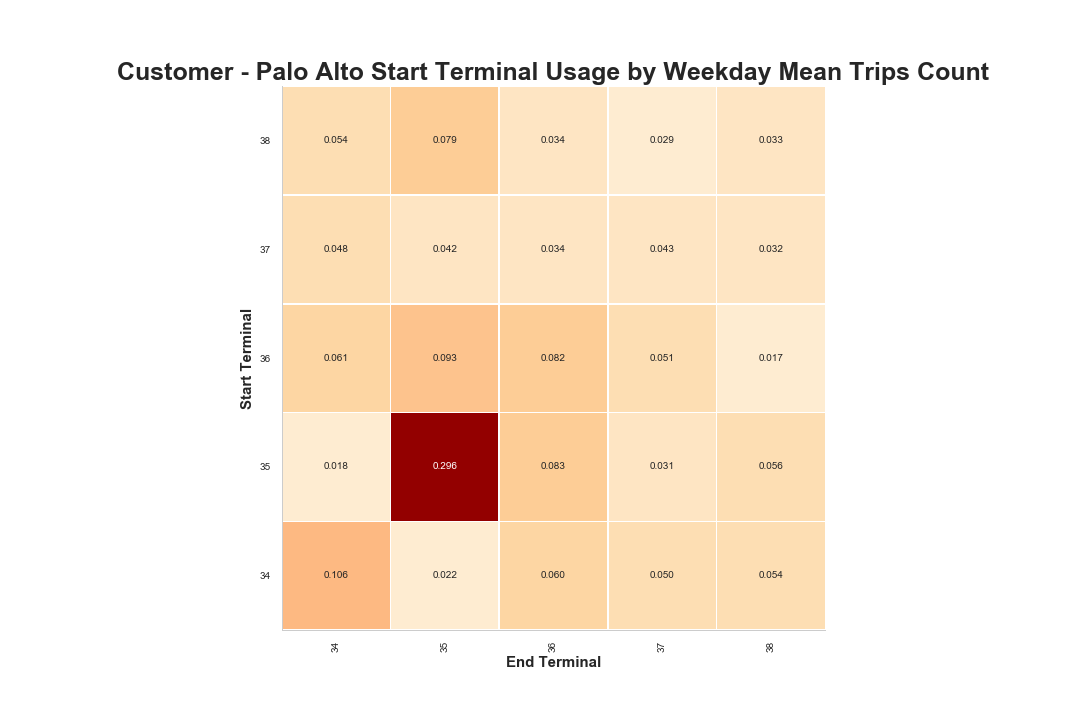 Customer - Palo Alto Start Terminal Usage by Weekday Mean Trips Count
38 0.054 0.079 0.034 0.029 0.033
37 0.048 0.042 0.034 0.043 0.032
Start Terminal
36 0.061 0.093 0.082 0.051 0.017
35 0.018 0.296 0.083 0.031 0.056
34 0.106 0.022 0.060 0.050 0.054
34 35 36 37 38
End Terminal